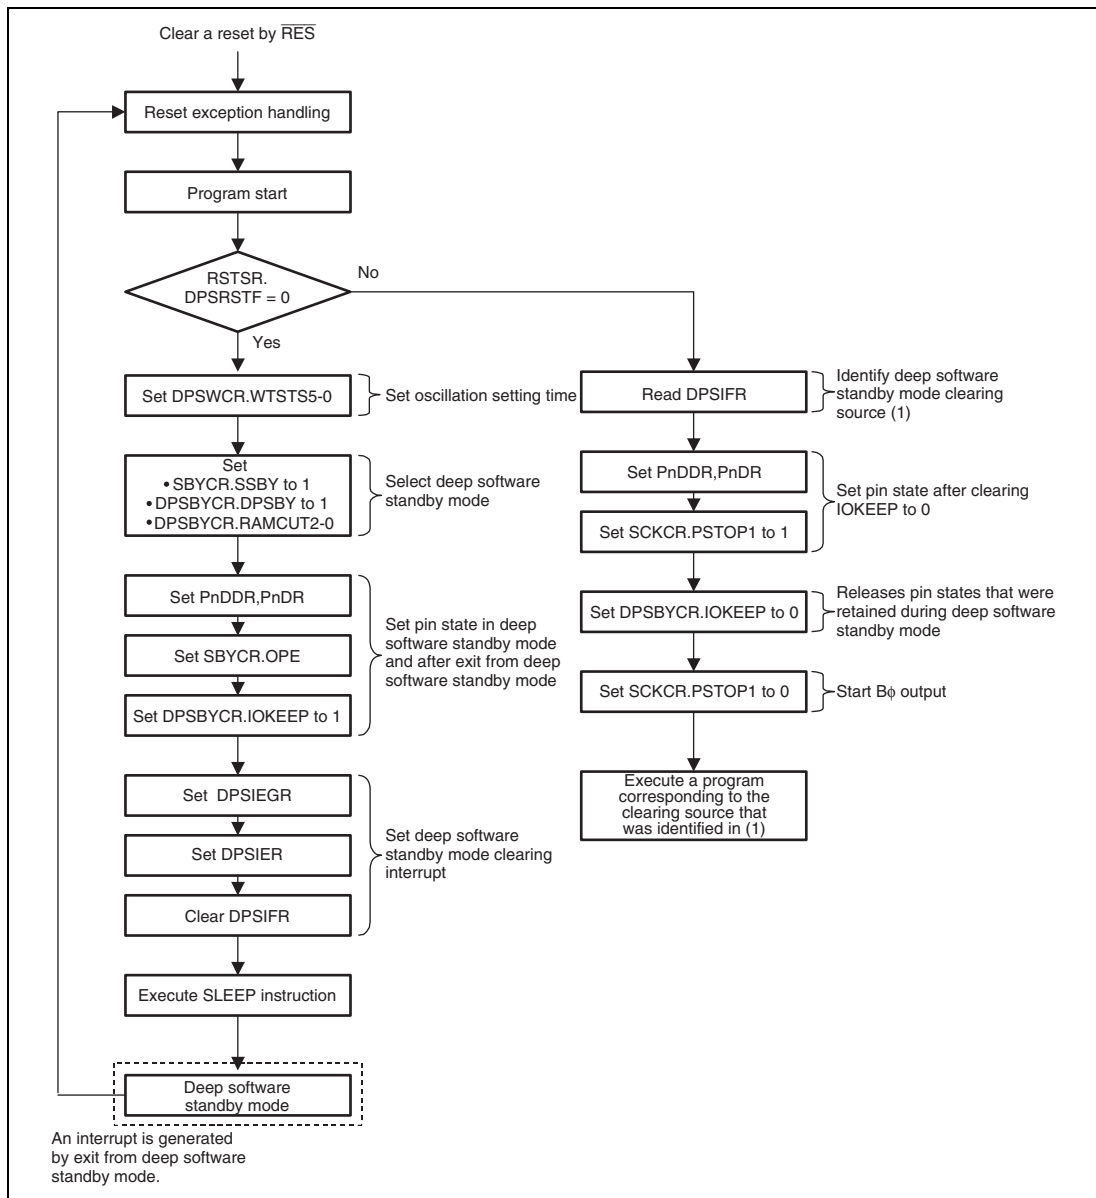 Clear a reset by RES
Reset exception handling
Program start
RSTSR.
DPSRSTF = 0
No
Yes
Set DPSWCR.WTSTS5-0
Set oscillation setting time
Set
•SBYCR.SSBY to 1
•DPSBYCR.DPSBY to 1
•DPSBYCR.RAMCUT2-0
Select deep software
standby mode
Set PnDDR,PnDR
Set SBYCR.OPE
Set DPSBYCR.IOKEEP to 1
Set pin state in deep
software standby mode
and after exit from deep
software standby mode
Set DPSIEGR
Set DPSIER
Clear DPSIFR
Set deep software
standby mode clearing
interrupt
Execute SLEEP instruction
Deep software
standby mode
An interrupt is generated
by exit from deep software
standby mode.
Read DPSIFR
Identify deep software
standby mode clearing
source (1)
Set PnDDR,PnDR
Set SCKCR.PSTOP1 to 1
Set pin state after clearing
IOKEEP to 0
Set DPSBYCR.IOKEEP to 0
Releases pin states that were
retained during deep software
standby mode
Set SCKCR.PSTOP1 to 0
Start Bϕ output
Execute a program
corresponding to the
clearing source that
was identified in (1)